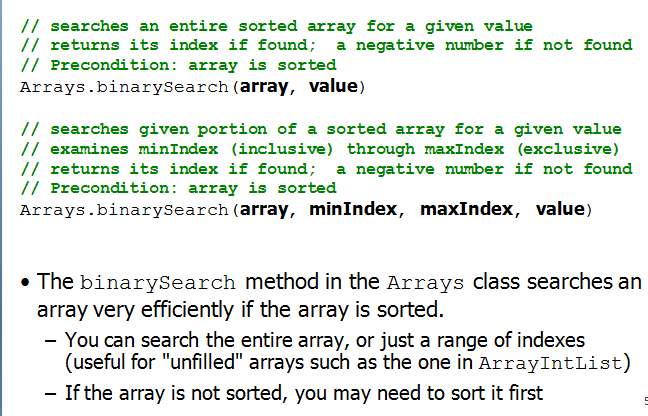 // searches an entire sorted array for a given value
// returns its index if found;  a negative number if not found
// Precondition: array is sorted
Arrays.binarySearch(array, value)
// searches given portion of a sorted array for a given value
// examines minIndex (inclusive) through maxIndex (exclusive)
// returns its index if found;  a negative number if not found
// Precondition: array is sorted
Arrays.binarySearch(array, minIndex, maxIndex, value)
• The binarySearch method in the Arrays class searches an
array very efficiently if the array is sorted.
– You can search the entire array, or just a range of indexes
(useful for "unfilled" arrays such as the one in ArrayIntList)
– If the array is not sorted, you may need to sort it first